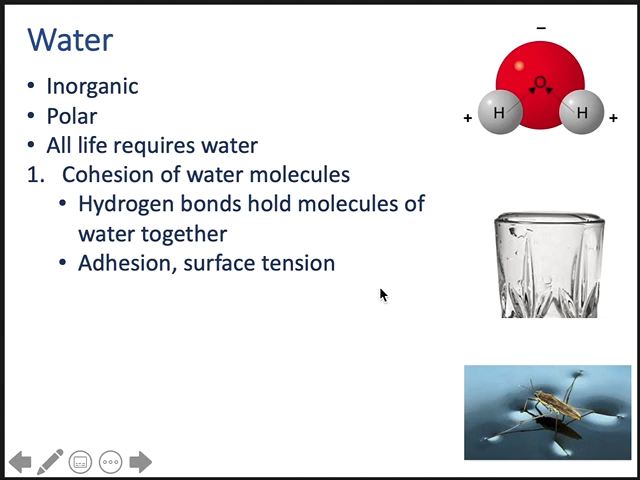 Water
• Inorganic
• Polar
• All life requires water
1. Cohesion of water molecules
• Hydrogen bonds hold molecules of
water together
• Adhesion, surface tension
−
O
+ H H +